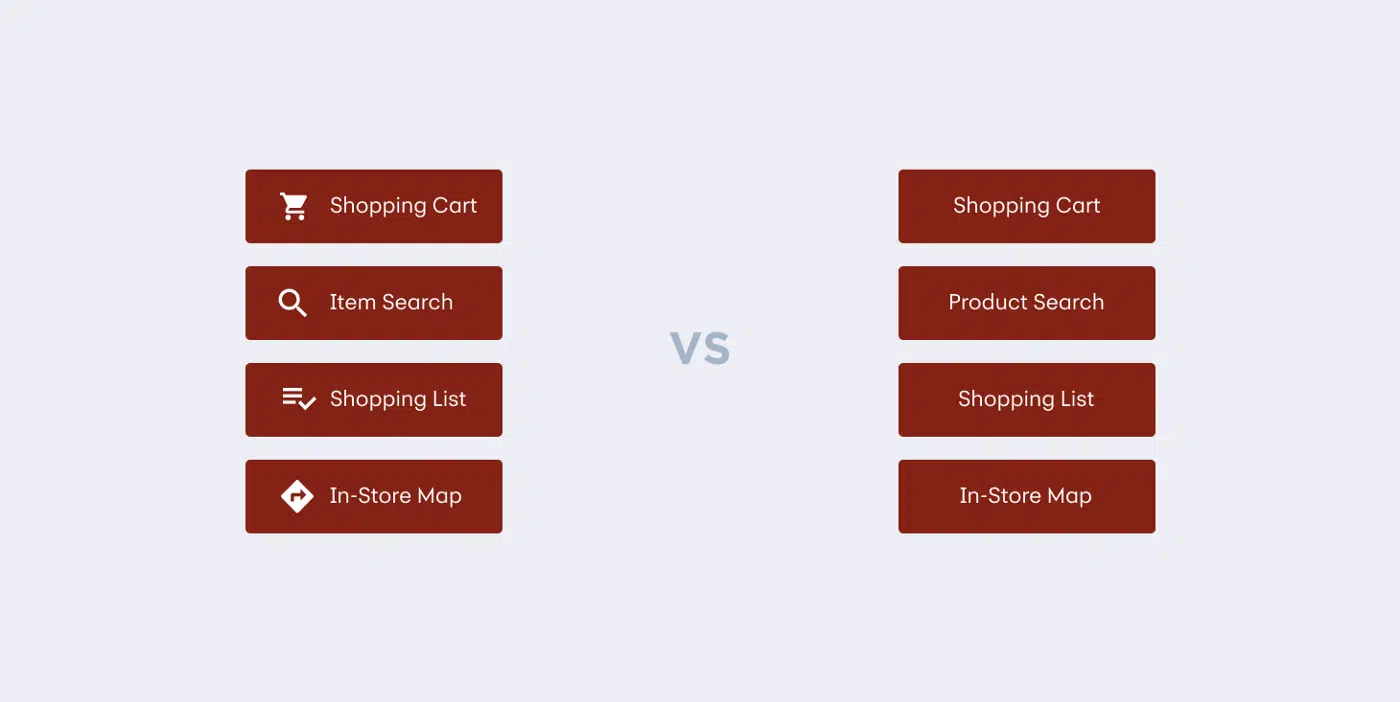 Shopping Cart
Item Search
Shopping List
In-Store Map
VS
Shopping Cart
Product Search
Shopping List
In-Store Map